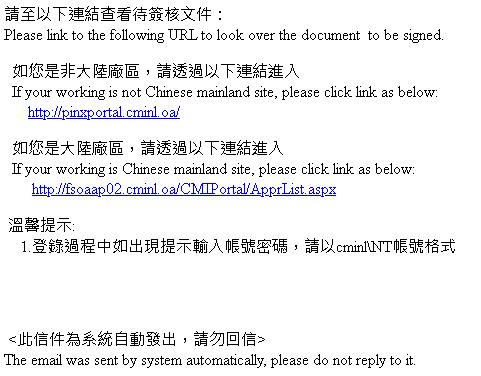 請至以下連結查看待簽核文件：
Please link to the following URL to look over the document to be signed.
如您是非大陸廠區，請透過以下連結進入
If your working is not Chinese mainland site, please click link as below:
http://pinxportal.cminl.oa/
如您是大陸廠區，請透過以下連結進入
If your working is Chinese mainland site, please click link as below:
http://fsoaap02.cminl.oa/CMIPortal/ApprList.aspx
溫馨提示:
1.登錄過程中如出現提示輸入帳號密碼，請以cminl\NT帳號格式
<此信件為系統自動發出，請勿回信>
The email was sent by system automatically, please do not reply to it.